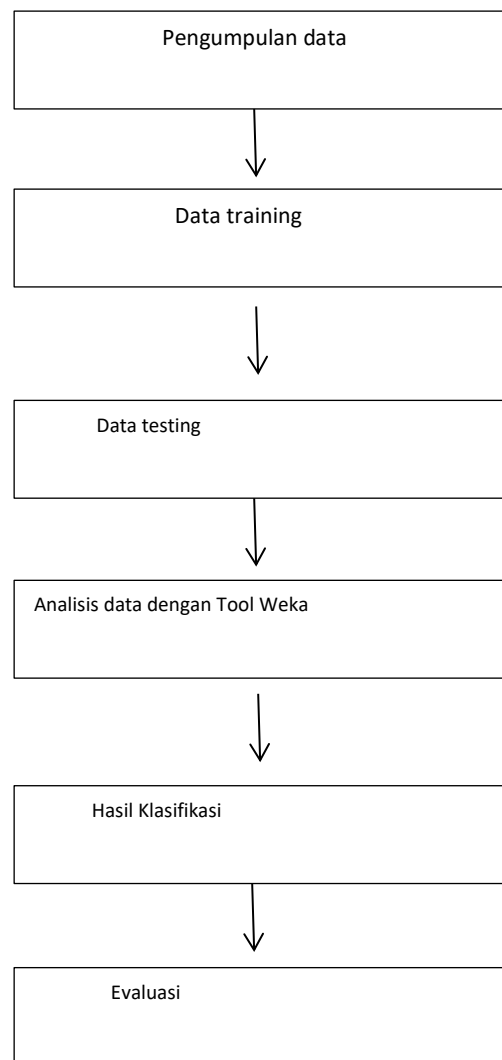 Pengumpulan data
Data training
Data testing
Analisis data dengan Tool Weka
Hasil Klasifikasi
Evaluasi